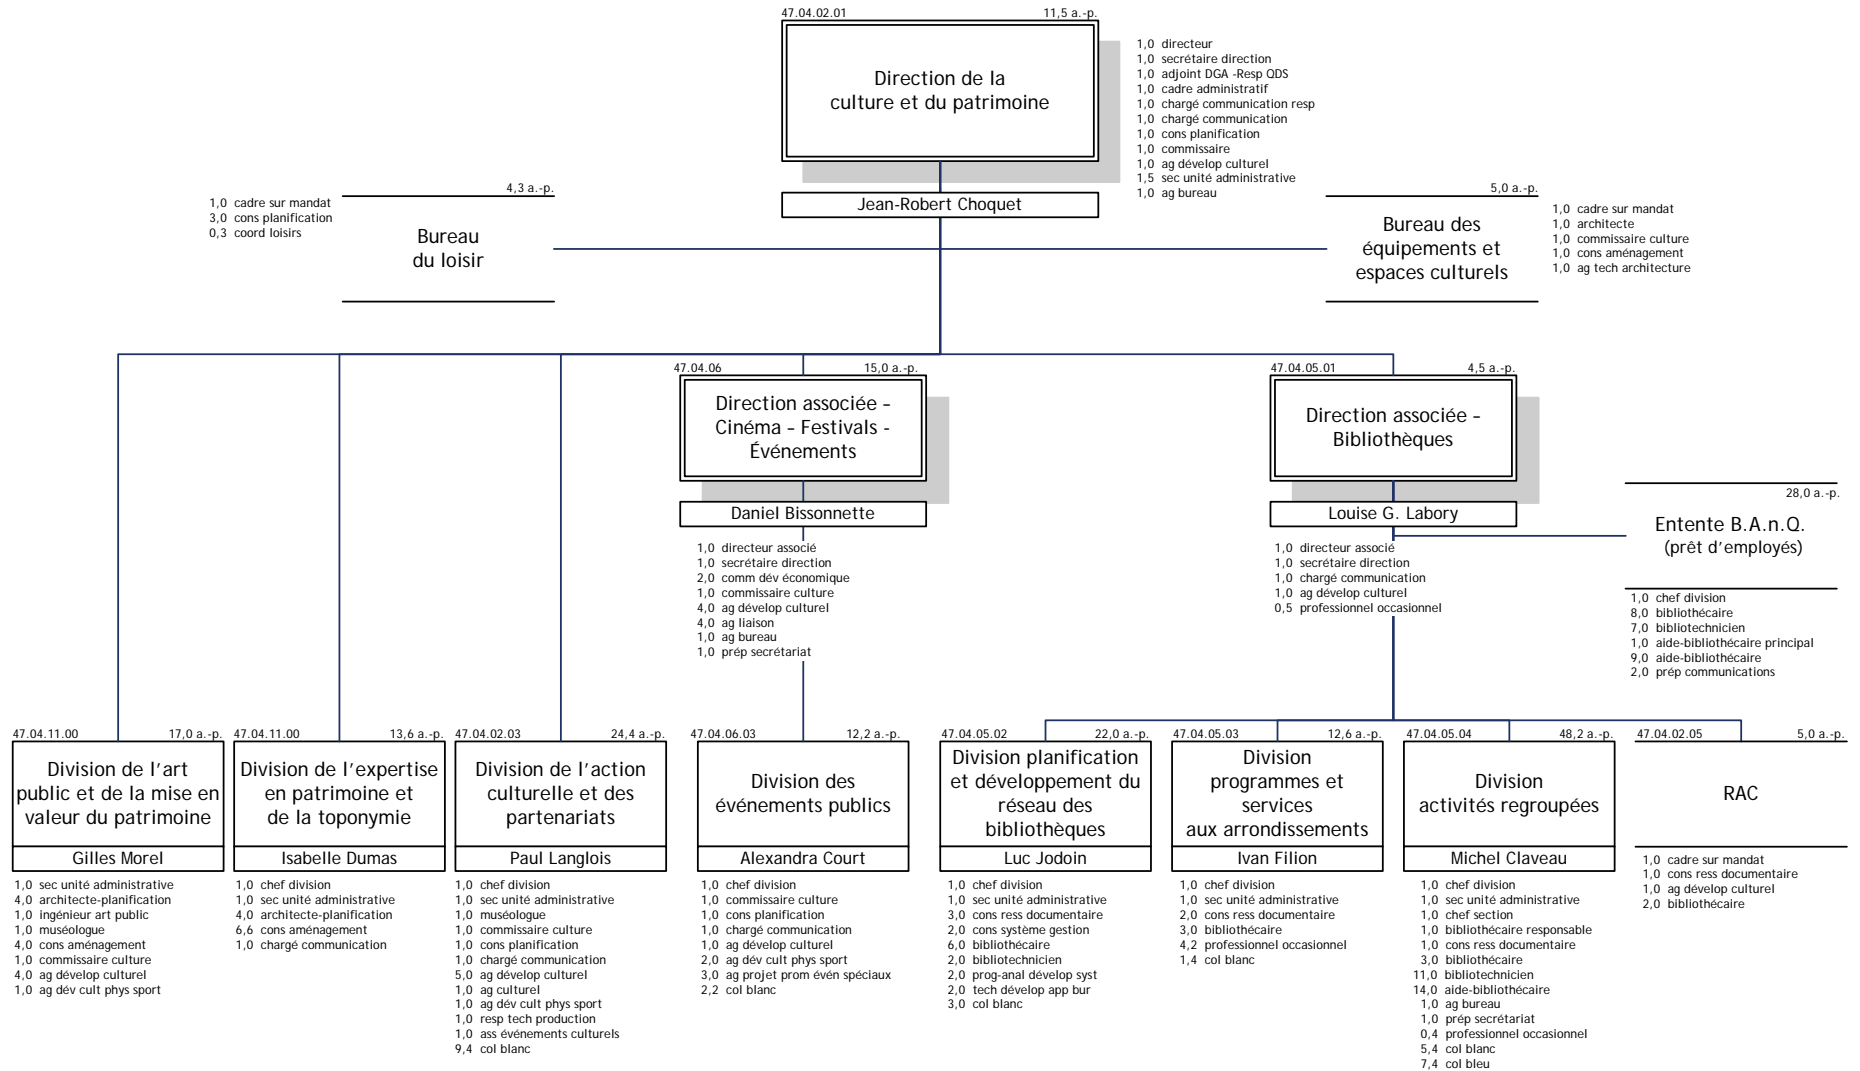 47.04.02.01 11,5 a.-p.
Direction de la
culture et du patrimoine
Jean-Robert Choquet
1,0 directeur
1,0 secrétaire direction
1,0 adjoint DGA -Resp QDS
1,0 cadre administratif
1,0 chargé communication resp
1,0 chargé communication
1,0 cons planification
1,0 commissaire
1,0 ag dévelop culturel
1,5 sec unité administrative
1,0 ag bureau
4,3 a.-p.
1,0 cadre sur mandat
3,0 cons planification
0,3 coord loisirs
Bureau
du loisir
5,0 a.-p.
Bureau des
équipements et
espaces culturels
1,0 cadre sur mandat
1,0 architecte
1,0 commissaire culture
1,0 cons aménagement
1,0 ag tech architecture
47.04.06 15,0 a.-p.
Direction associée –
Cinéma – Festivals -
Événements
Daniel Bissonnette
1,0 directeur associé
1,0 secrétaire direction
2,0 comm dév économique
1,0 commissaire culture
4,0 ag dévelop culturel
4,0 ag liaison
1,0 ag bureau
1,0 prép secrétariat
47.04.05.01 4,5 a.-p.
Direction associée –
Bibliothèques
Louise G. Labory
1,0 directeur associé
1,0 secrétaire direction
1,0 chargé communication
1,0 ag dévelop culturel
0,5 professionnel occasionnel
28,0 a.-p.
Entente B.A.n.Q.
(prêt d'employés)
1,0 chef division
8,0 bibliothécaire
7,0 bibliotechnicien
1,0 aide-bibliothécaire principal
9,0 aide-bibliothécaire
2,0 prép communications
47.04.11.00 17,0 a.-p.
Division de l'art
public et de la mise en
valeur du patrimoine
Gilles Morel
1,0 sec unité administrative
4,0 architecte-planification
1,0 ingénieur art public
1,0 muséologue
4,0 cons aménagement
1,0 commissaire culture
4,0 ag dévelop culturel
1,0 ag dév cult phys sport
47.04.11.00 13,6 a.-p.
Division de l'expertise
en patrimoine et
de la toponymie
Isabelle Dumas
1,0 chef division
1,0 sec unité administrative
4,0 architecte-planification
6,6 cons aménagement
1,0 chargé communication
47.04.02.03 24,4 a.-p.
Division de l'action
culturelle et des
partenariats
Paul Langlois
1,0 chef division
1,0 sec unité administrative
1,0 muséologue
1,0 commissaire culture
1,0 cons planification
1,0 chargé communication
5,0 ag dévelop culturel
1,0 ag culturel
1,0 ag dév cult phys sport
1,0 resp tech production
1,0 ass événements culturels
9,4 col blanc
47.04.06.03 12,2 a.-p.
Division des
événements publics
Alexandra Court
1,0 chef division
1,0 commissaire culture
1,0 cons planification
1,0 chargé communication
1,0 ag dévelop culturel
2,0 ag dév cult phys sport
3,0 ag projet prom évén spéciaux
2,2 col blanc
47.04.05.02 22,0 a.-p.
Division planification
et développement du
réseau des
bibliothèques
Luc Jodoin
1,0 chef division
1,0 sec unité administrative
3,0 cons ress documentaire
2,0 cons système gestion
6,0 bibliothécaire
2,0 bibliotechnicien
2,0 prog-anal dévelop syst
2,0 tech dévelop app bur
3,0 col blanc
47.04.05.03 12,6 a.-p.
Division
programmes et
services
aux arrondissements
Ivan Filion
1,0 chef division
1,0 sec unité administrative
2,0 cons ress documentaire
3,0 bibliothécaire
4,2 professionnel occasionnel
1,4 col blanc
47.04.05.04 48,2 a.-p.
Division
activités regroupées
Michel Claveau
1,0 chef division
1,0 sec unité administrative
1,0 chef section
1,0 bibliothécaire responsable
1,0 cons ress documentaire
3,0 bibliothécaire
11,0 bibliotechnicien
14,0 aide-bibliothécaire
1,0 ag bureau
1,0 prép secrétariat
0,4 professionnel occasionnel
5,4 col blanc
7,4 col bleu
47.04.02.05 5,0 a.-p.
RAC
1,0 cadre sur mandat
1,0 cons ress documentaire
1,0 ag dévelop culturel
2,0 bibliothécaire